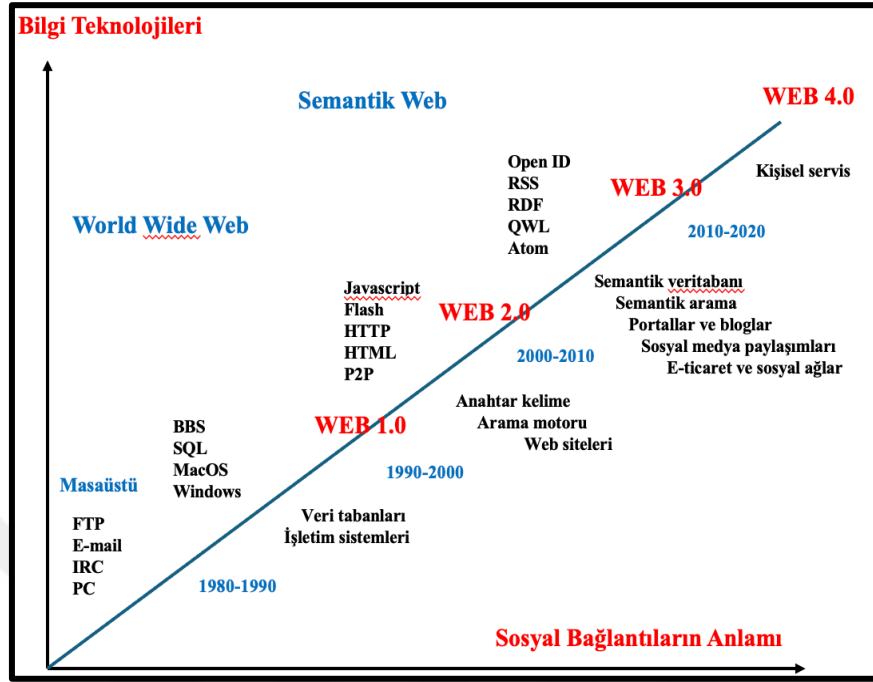 Bilgi Teknolojileri
WEB 4.0
Semantik Web
Open ID
RSS
RDF
QWL
Atom
WEB 3.0
Kişisel servis
World Wide Web
2010-2020
Javascript
Flash
HTTP
HTML
P2P
WEB 2.0
Semantik veritabanı
Semantik arama
Portallar ve bloglar
Sosyal medya paylaşımları
E-ticaret ve sosyal ağlar
2000-2010
BBS
SQL
MacOS
Windows
WEB 1.0
Anahtar kelime
Arama motoru
Web siteleri
1990-2000
Masaüstü
FTP
E-mail
IRC
PC
Veri tabanları
İşletim sistemleri
1980-1990
Sosyal Bağlantıların Anlamı